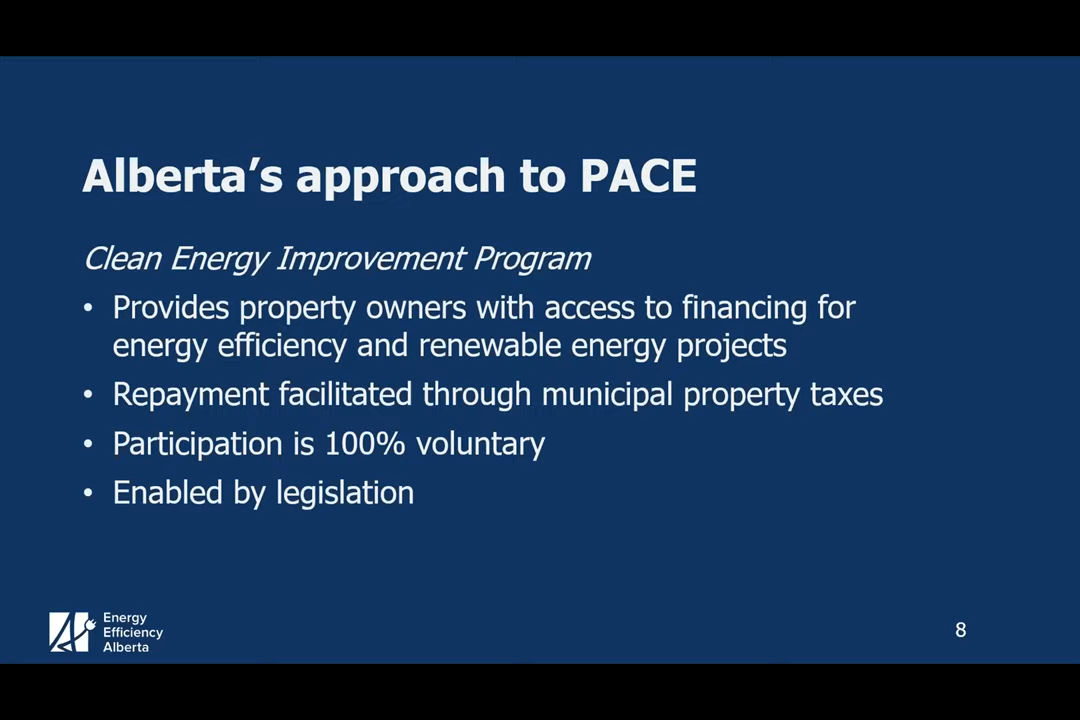 Alberta’s approach to PACE
Clean Energy Improvement Program
• Provides property owners with access to financing for
energy efficiency and renewable energy projects
• Repayment facilitated through municipal property taxes
• Participation is 100% voluntary
• Enabled by legislation
Energy
Efficiency
Alberta
8